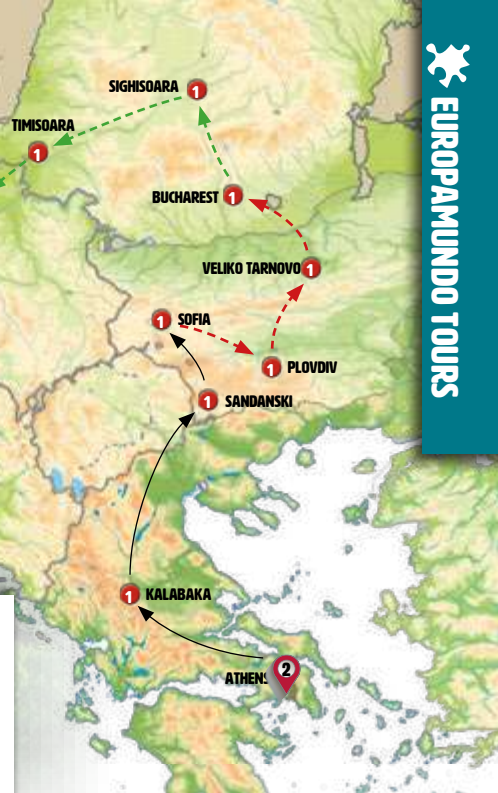 EUROPAMUNDO TOURS
SIGHISOARA
1
TIMISOARA
1
BUCHAREST 1
VELIKO TARNOVO 1
1 SOFIA
1 PLOVDIV
1 SANDANSKI
1 KALABAKA
ATHENS 2